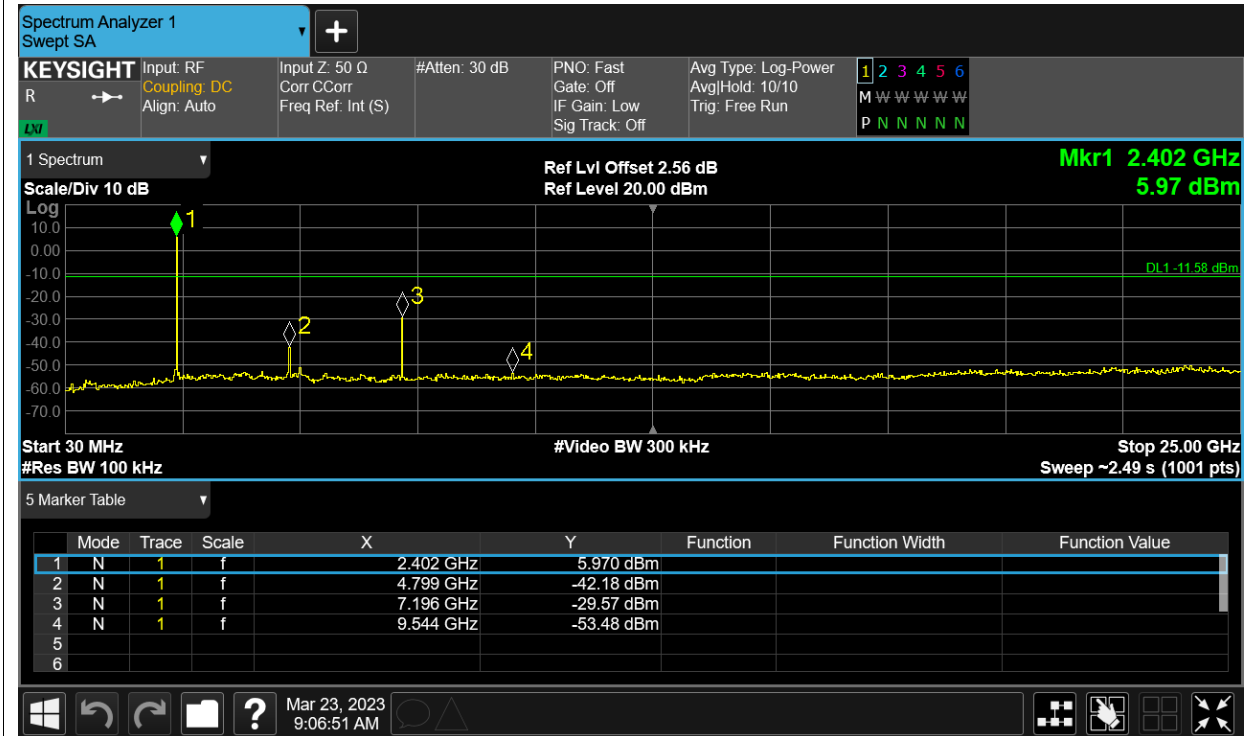 Spectrum Analyzer 1
Swept SA
+
KEYSIGHT
R
LXI
Input: RF
Coupling: DC
Align: Auto
Input Z: 50 Ω
Corr CCorr
Freq Ref: Int (S)
#Atten: 30 dB
PNO: Fast
Gate: Off
IF Gain: Low
Sig Track: Off
Avg Type: Log-Power
Avg|Hold: 10/10
Trig: Free Run
1 2 3 4 5 6
M W W W W W W
P N N N N N N
1 Spectrum
Scale/Div 10 dB
Ref Lvl Offset 2.56 dB
Ref Level 20.00 dBm
Mkr1 2.402 GHz
5.97 dBm
Log
10.0
0.00
-10.0
-20.0
-30.0
-40.0
-50.0
-60.0
-70.0
1
2
3
4
DL1 -11.58 dBm
Start 30 MHz
#Res BW 100 kHz
#Video BW 300 kHz
Stop 25.00 GHz
Sweep ~2.49 s (1001 pts)
5 Marker Table
Mode Trace Scale X Y Function Function Width Function Value
1 N 1 f 2.402 GHz 5.970 dBm
2 N 1 f 4.799 GHz -42.18 dBm
3 N 1 f 7.196 GHz -29.57 dBm
4 N 1 f 9.544 GHz -53.48 dBm
5
6
?
Mar 23, 2023
9:06:51 AM